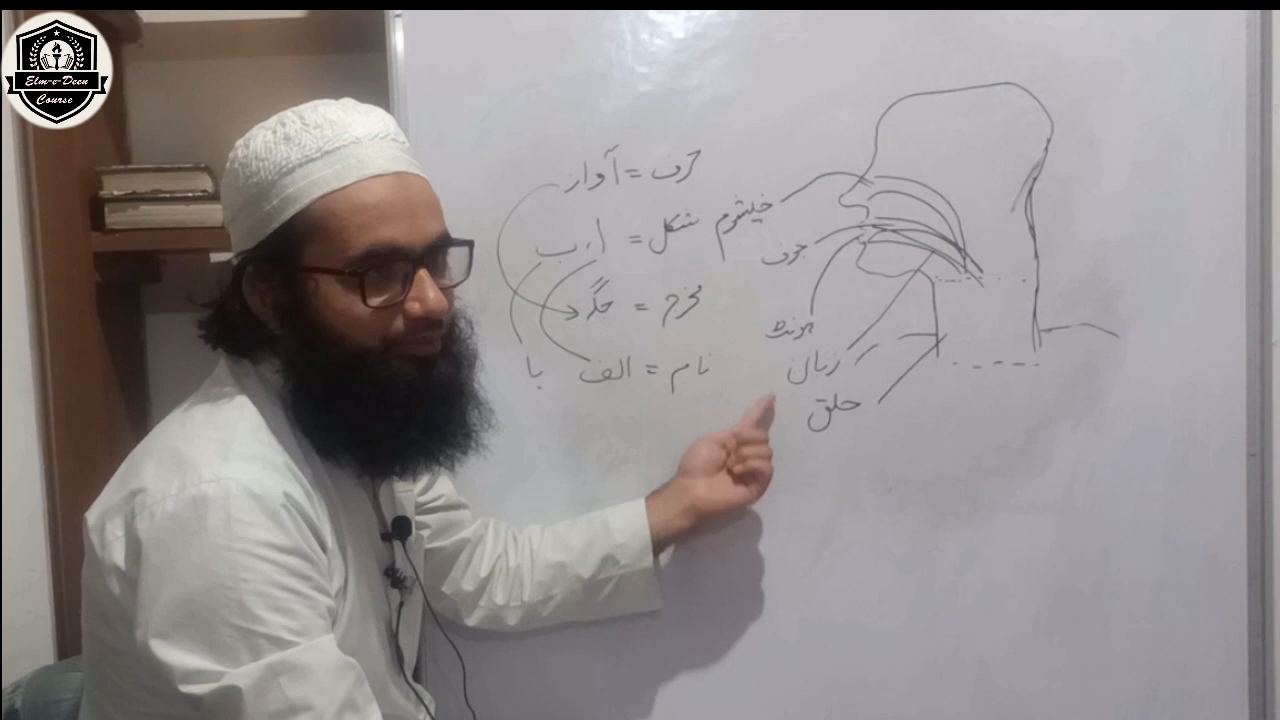 Elm-e-Deen
Course
حرف = آواز
شکل = ا، ب
مخرج = جگہ
نام = الف با
خیشوم
جوف
ہونٹ
زبان
حلق